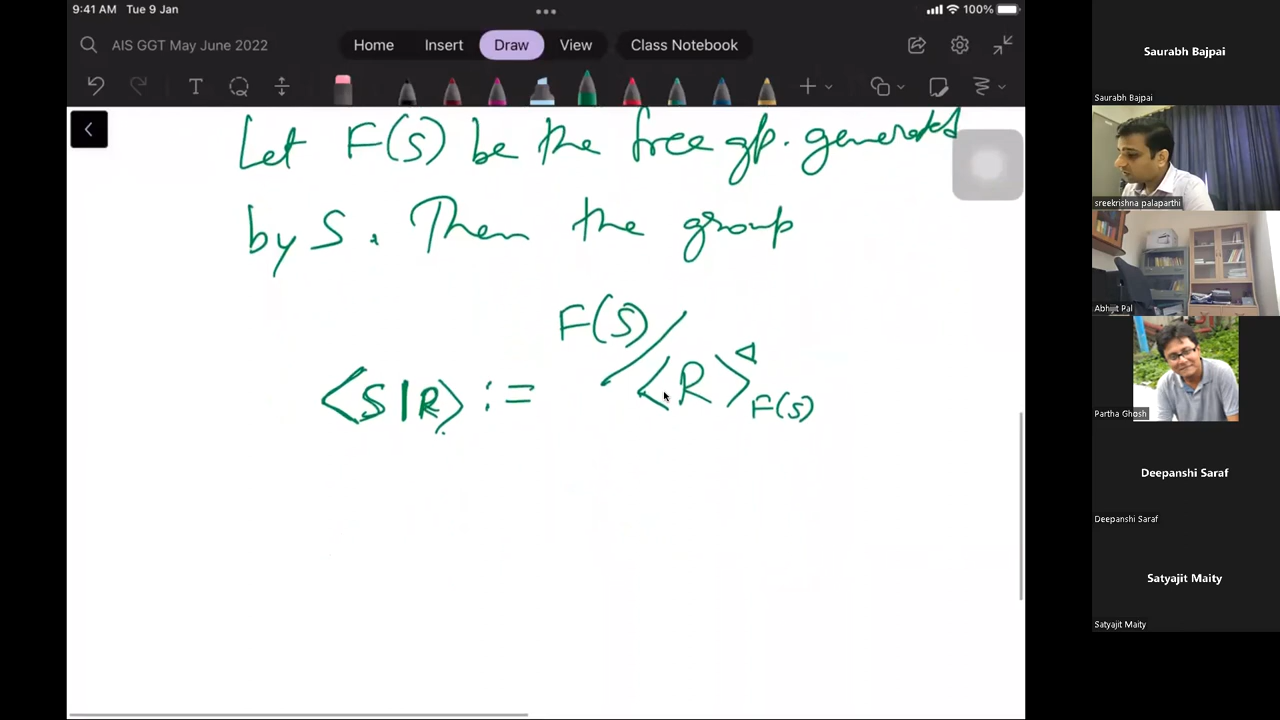 9:41 AM Tue 9 Jan
100%
AIS GGT May June 2022
Home
Insert
Draw
View
Class Notebook
T
Let F(S) be the free gp. generated
by S. Then the group
<S|R> := F(S)/<R>◁F(S)
Saurabh Bajpai
Saurabh Bajpai
sreekrishna palaparthi
Abhijit Pal
Partha Ghosh
Deepanshi Saraf
Deepanshi Saraf
Satyajit Maity
Satyajit Maity